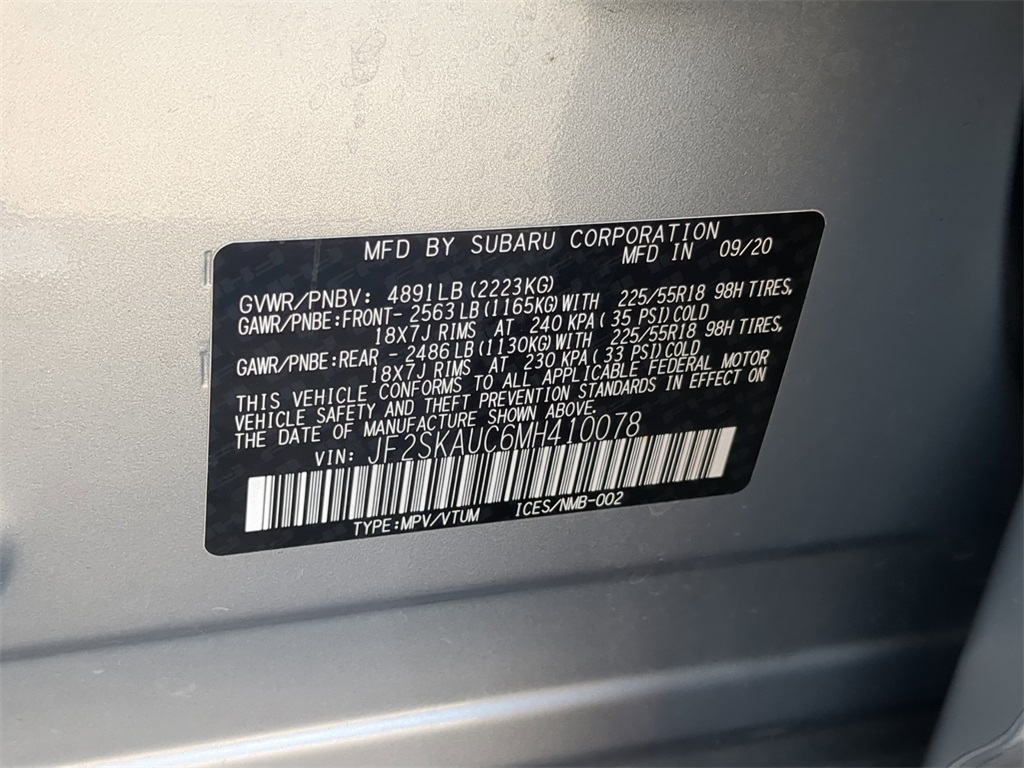 MFD BY SUBARU CORPORATION
MFD IN 09/20
GVWR/PNBV: 4891LB (2223KG)
GAWR/PNBE:FRONT- 2563LB (1165KG) WITH 225/55R18 98H TIRES,
18X7J RIMS AT 240 KPA( 35 PSI) COLD
GAWR/PNBE:REAR - 2486LB (1130KG) WITH 225/55R18 98H TIRES,
18X7J RIMS AT 230 KPA( 33 PSI) COLD
THIS VEHICLE CONFORMS TO ALL APPLICABLE FEDERAL MOTOR
VEHICLE SAFETY AND THEFT PREVENTION STANDARDS IN EFFECT ON
THE DATE OF MANUFACTURE SHOWN ABOVE.
VIN: JF2SKAUC6MH410078
TYPE:MPV/VTUM ICES/NMB-002